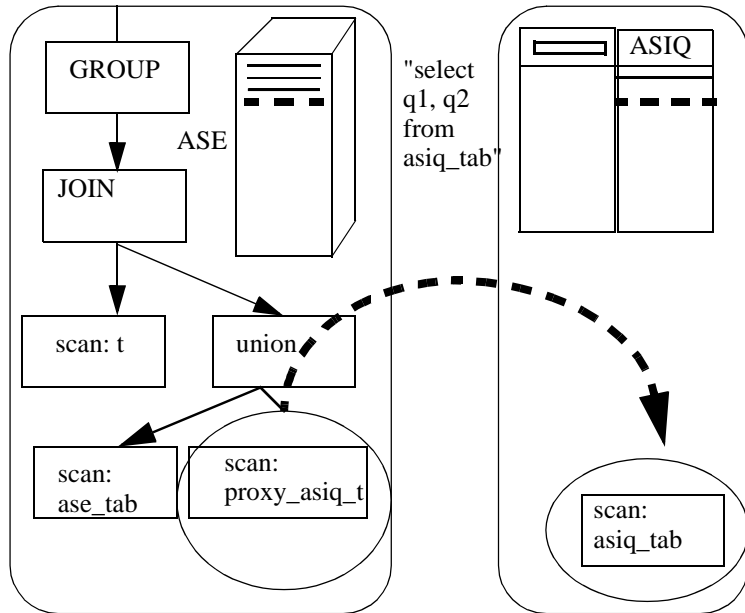 GROUP
ASE
"select
q1, q2
from
asiq_tab"
ASIQ
JOIN
scan: t
union
scan:
ase_tab
scan:
proxy_asiq_t
scan:
asiq_tab